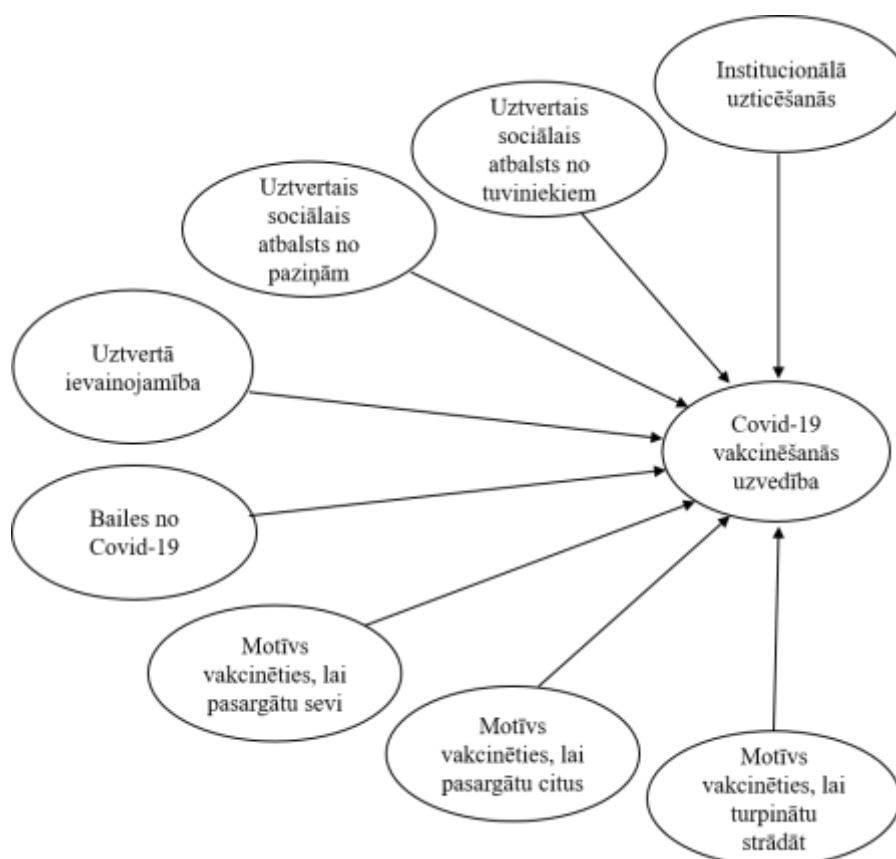 Institucionālā
uzticēšanās
Uztvertais
sociālais
atbalsts no
tuviniekiem
Uztvertais
sociālais
atbalsts no
paziņām
Uztvertā
ievainojamība
Covid-19
vakcinēšanās
uzvedība
Bailes no
Covid-19
Motīvs
vakcinēties, lai
pasargātu sevi
Motīvs
vakcinēties, lai
pasargātu citus
Motīvs
vakcinēties, lai
turpinātu
strādāt